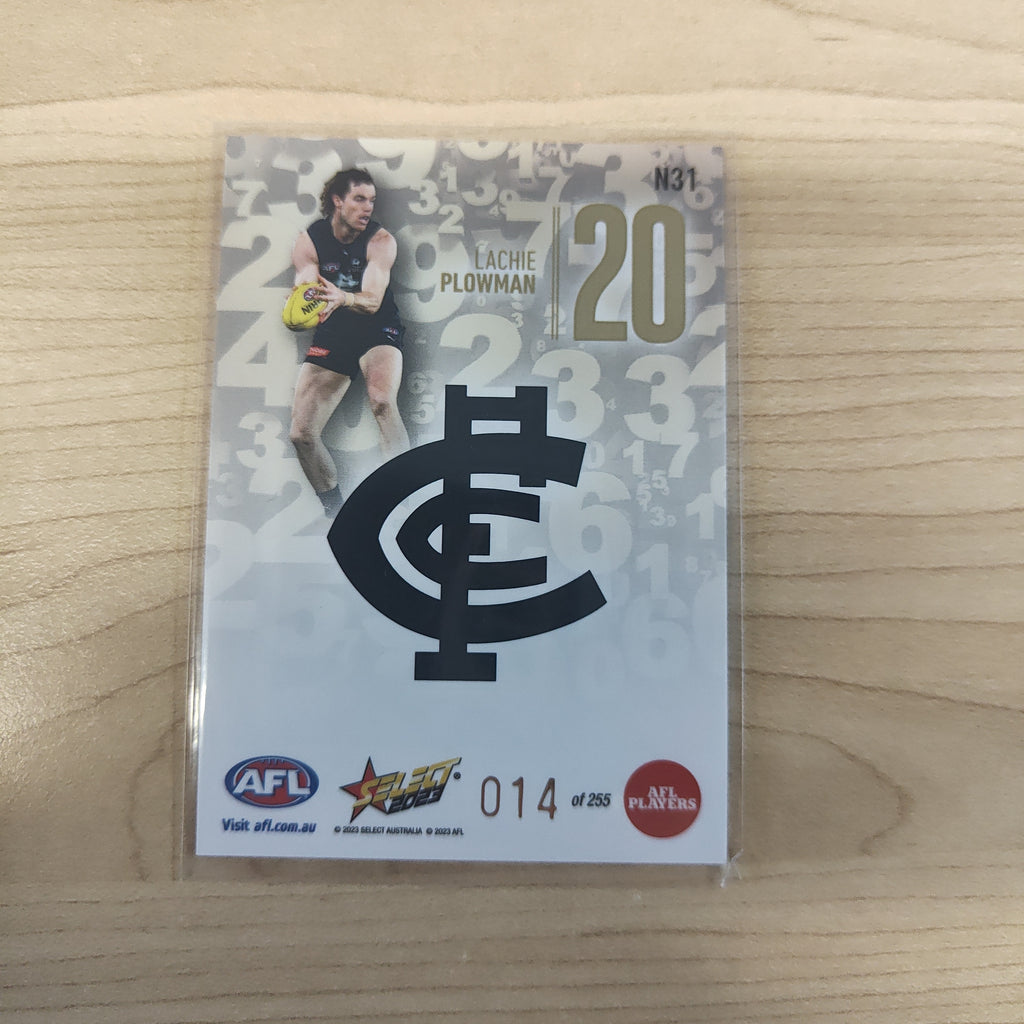 N31
20
LACHIE
PLOWMAN
AFL
Visit afl.com.au
SELECT®
2023
© 2023 SELECT AUSTRALIA © 2023 AFL
014 of 255
AFL
PLAYERS